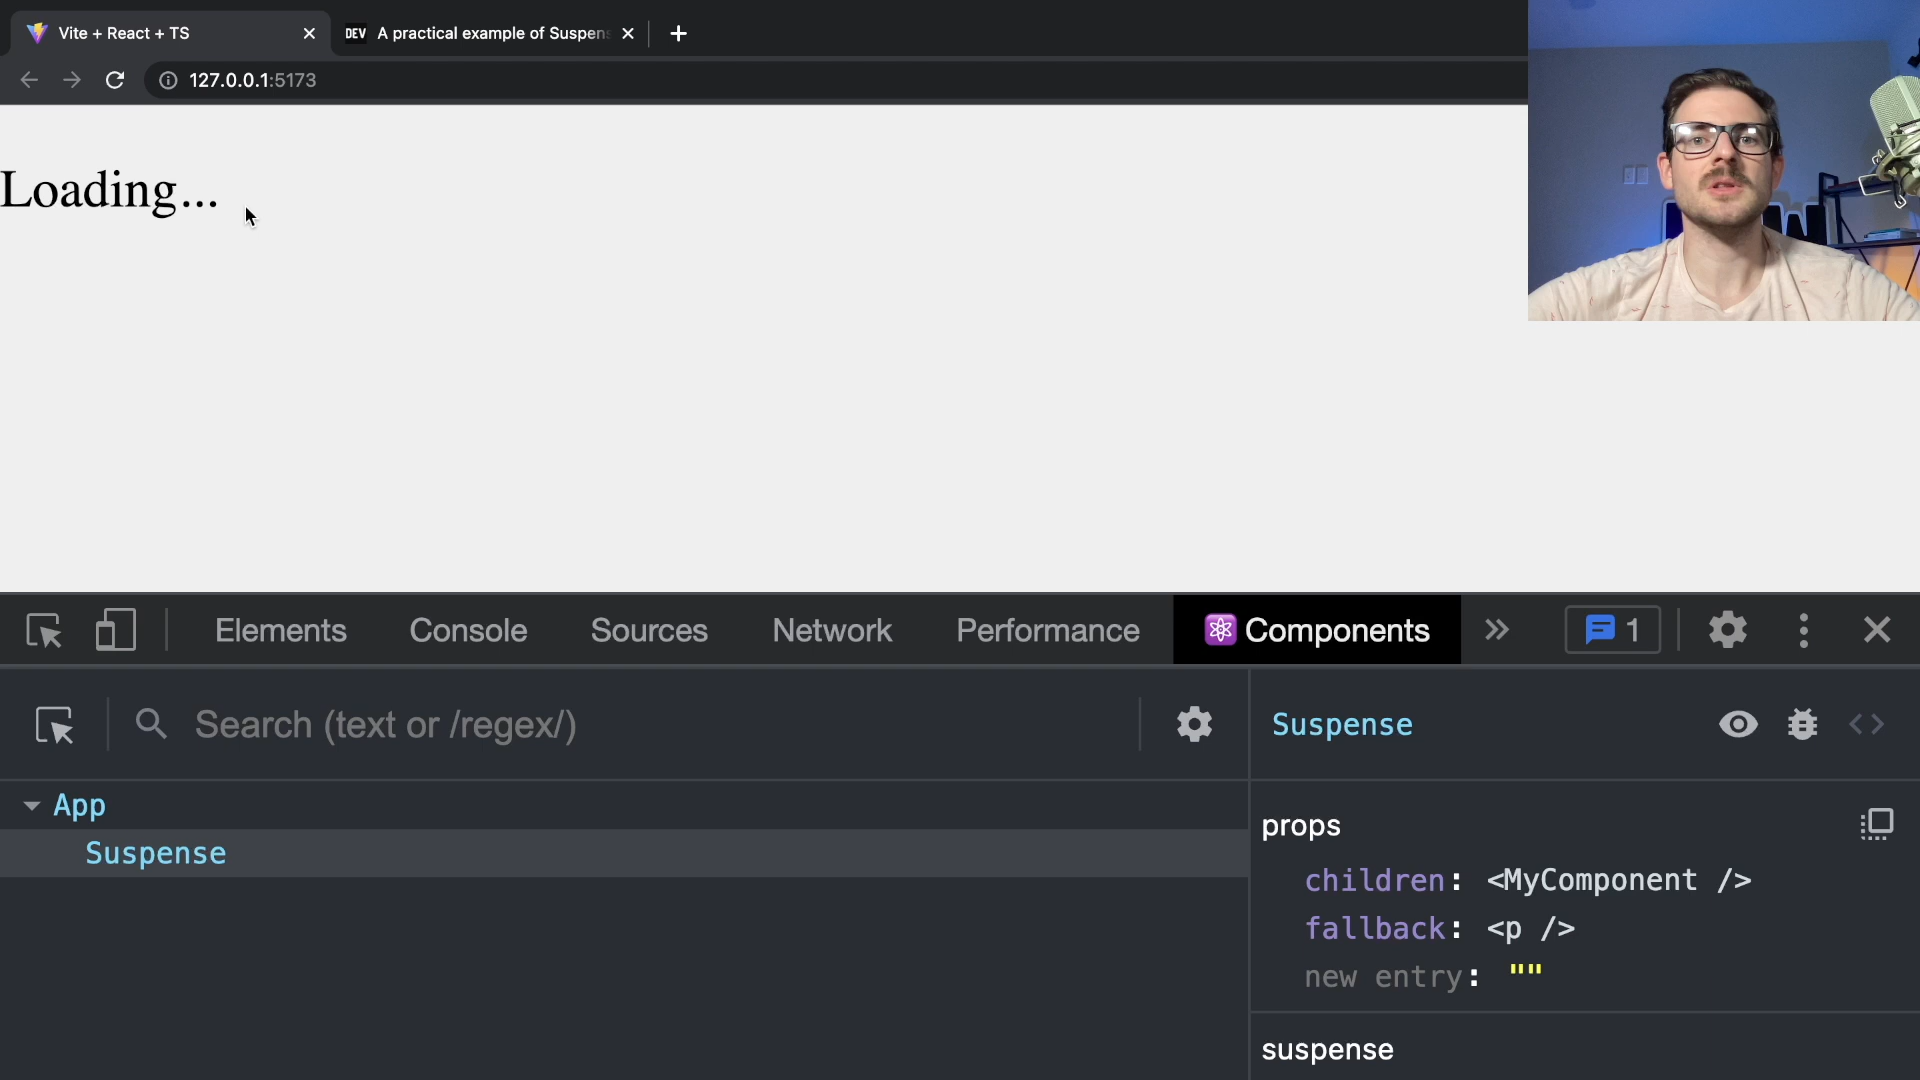 Vite + React + TS
DEV A practical example of Suspens
127.0.0.1:5173
Loading...
Elements Console Sources Network Performance Components 1
Search (text or /regex/)
Suspense
App
Suspense
props
children: <MyComponent />
fallback: <p />
new entry: ""
suspense